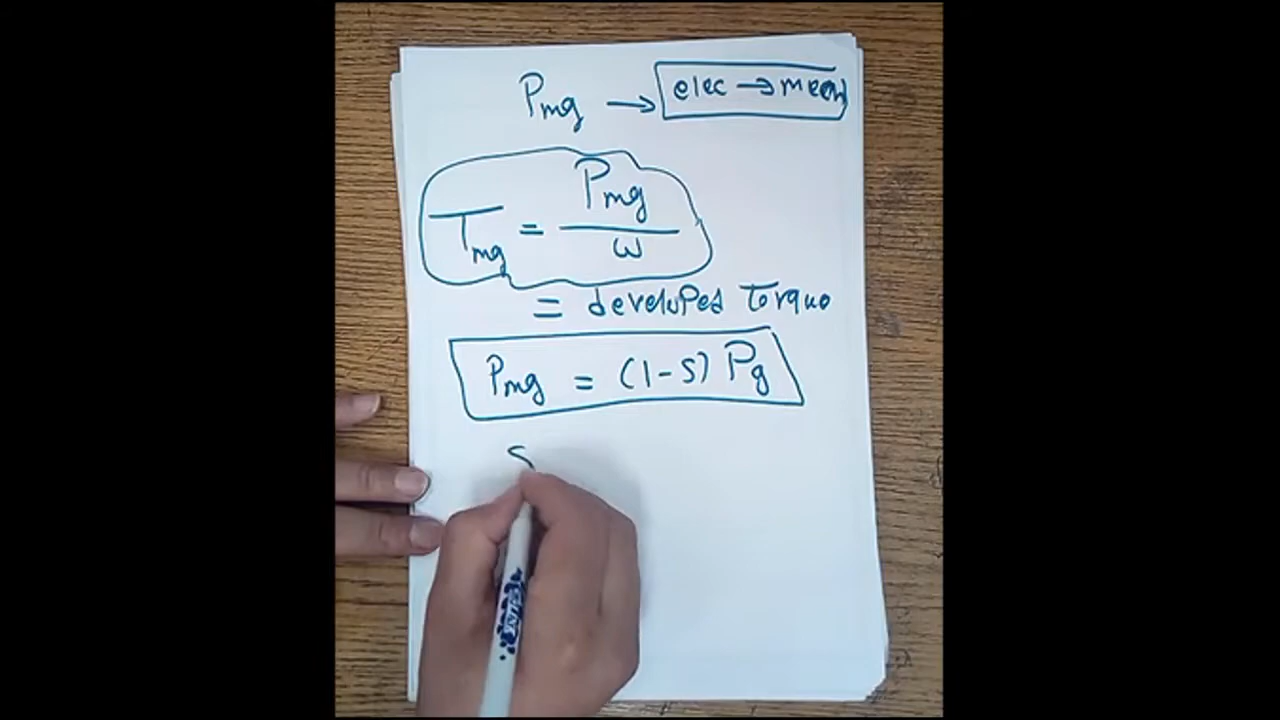 Pmg → elec → mech
Tmg = Pmg / ω
= developed Torque
Pmg = (1-S) Pg
S